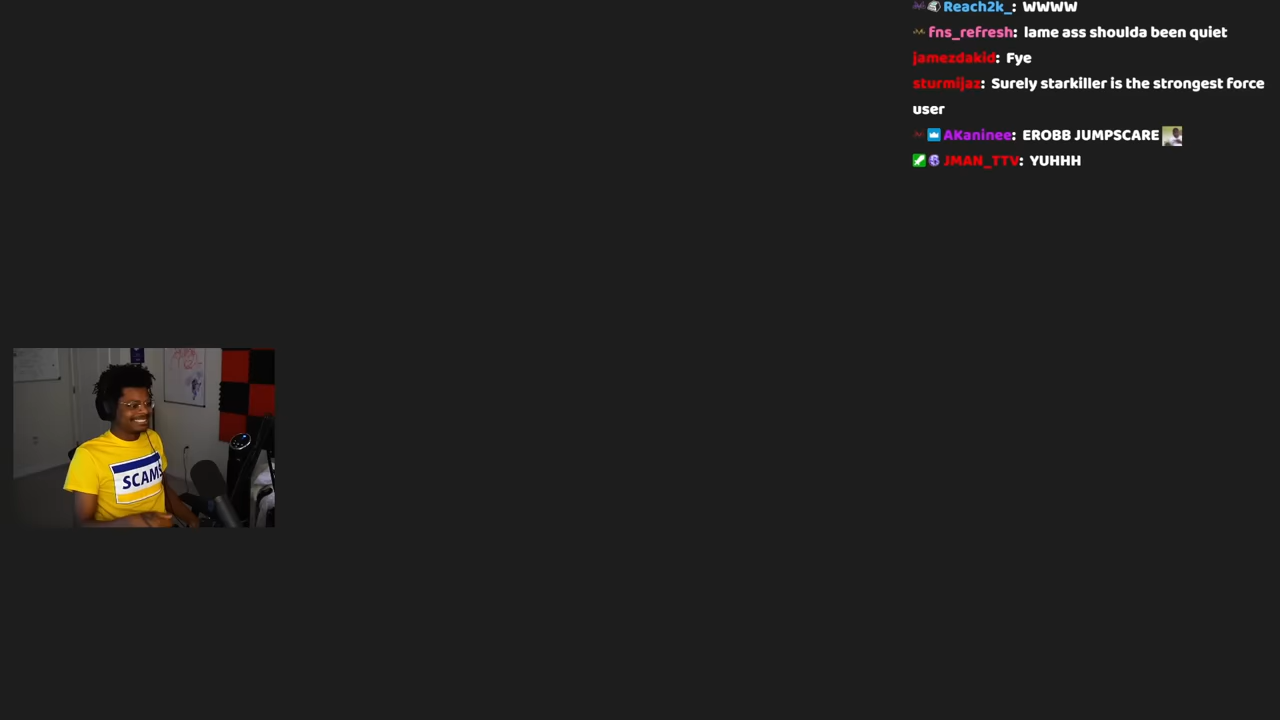 Reach2k_: WWWW
fns_refresh: lame ass shoulda been quiet
jamezdakid: Fye
sturmijaz: Surely starkiller is the strongest force
user
AKaninee: EROBB JUMPSCARE
JMAN_TTV: YUHHH
SCAMS